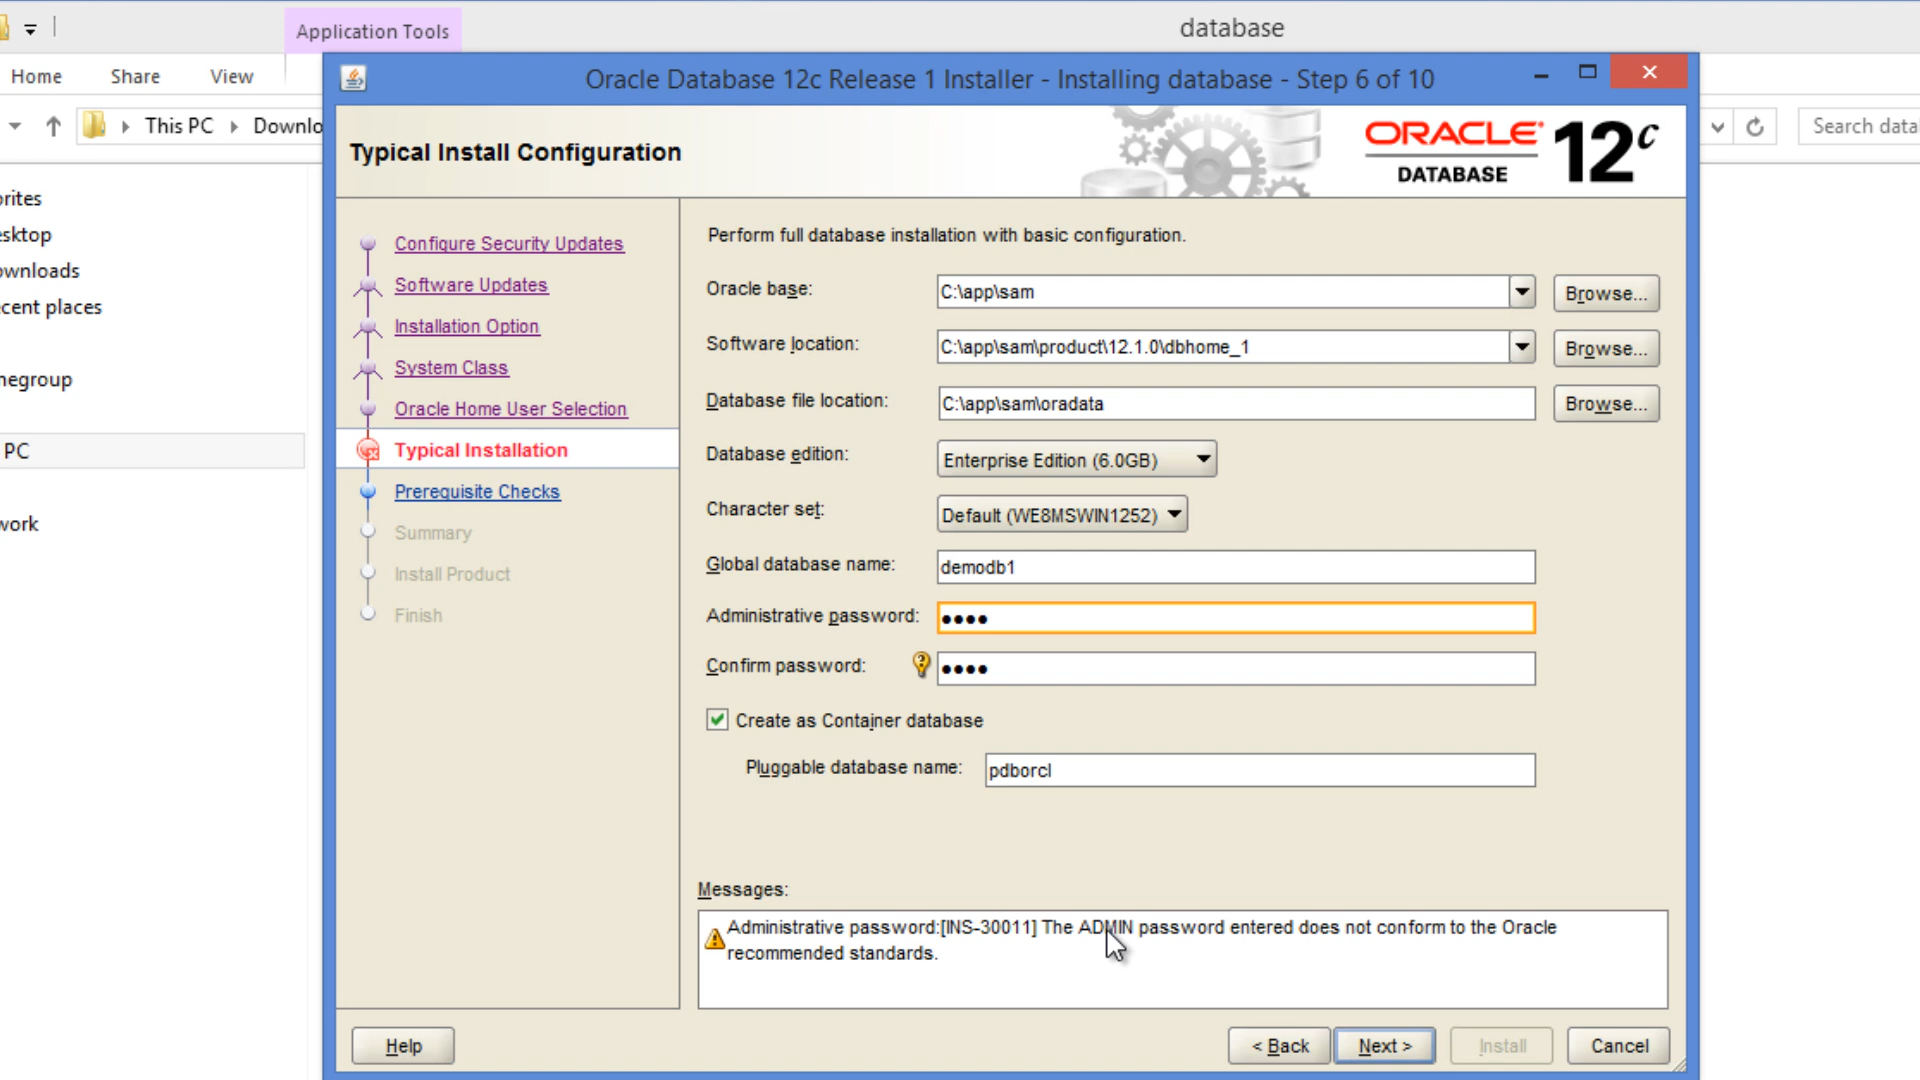 Application Tools
database
Home
Share
View
Oracle Database 12c Release 1 Installer - Installing database - Step 6 of 10
This PC
Downlo
Search data
Typical Install Configuration
ORACLE
DATABASE
12c
rites
esktop
ownloads
cent places
negroup
PC
work
Configure Security Updates
Software Updates
Installation Option
System Class
Oracle Home User Selection
Typical Installation
Prerequisite Checks
Summary
Install Product
Finish
Perform full database installation with basic configuration.
Oracle base: C:\app\sam Browse...
Software location: C:\app\sam\product\12.1.0\dbhome_1 Browse...
Database file location: C:\app\sam\oradata Browse...
Database edition: Enterprise Edition (6.0GB)
Character set: Default (WE8MSWIN1252)
Global database name: demodb1
Administrative password: ●●●●
Confirm password: ●●●●
Create as Container database
Pluggable database name: pdborcl
Messages:
Administrative password:[INS-30011] The ADMIN password entered does not conform to the Oracle
recommended standards.
Help
< Back
Next >
Install
Cancel